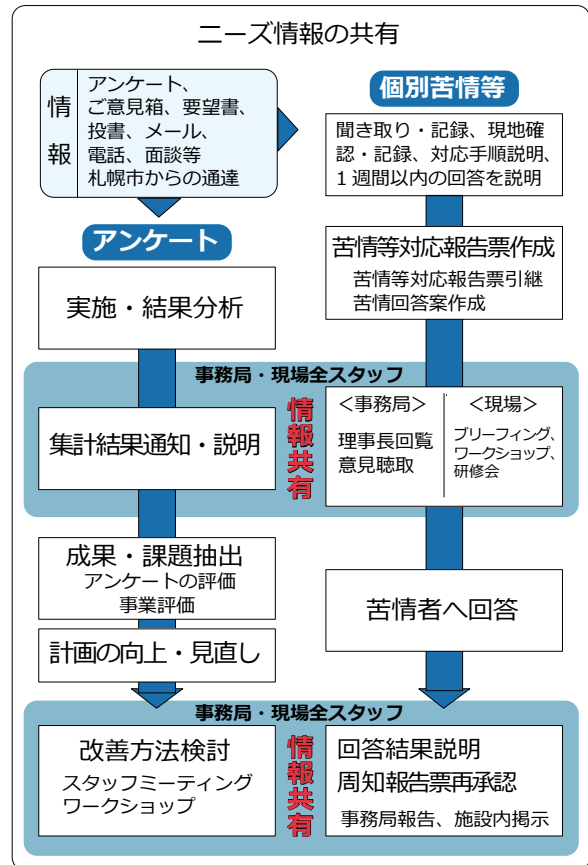 ニーズ情報の共有
情報
アンケート、
ご意見箱、要望書、
投書、メール、
電話、面談等
札幌市からの通達
個別苦情等
聞き取り・記録、現地確
認・記録、対応手順説明、
1週間以内の回答を説明
アンケート
実施・結果分析
苦情等対応報告票作成
苦情等対応報告票引継
苦情回答案作成
事務局・現場全スタッフ
集計結果通知・説明
情報共有
＜事務局＞
理事長回覧
意見聴取
＜現場＞
ブリーフィング、
ワークショップ、
研修会
成果・課題抽出
アンケートの評価
事業評価
計画の向上・見直し
苦情者へ回答
事務局・現場全スタッフ
改善方法検討
スタッフミーティング
ワークショップ
情報共有
回答結果説明
周知報告票再承認
事務局報告、施設内掲示